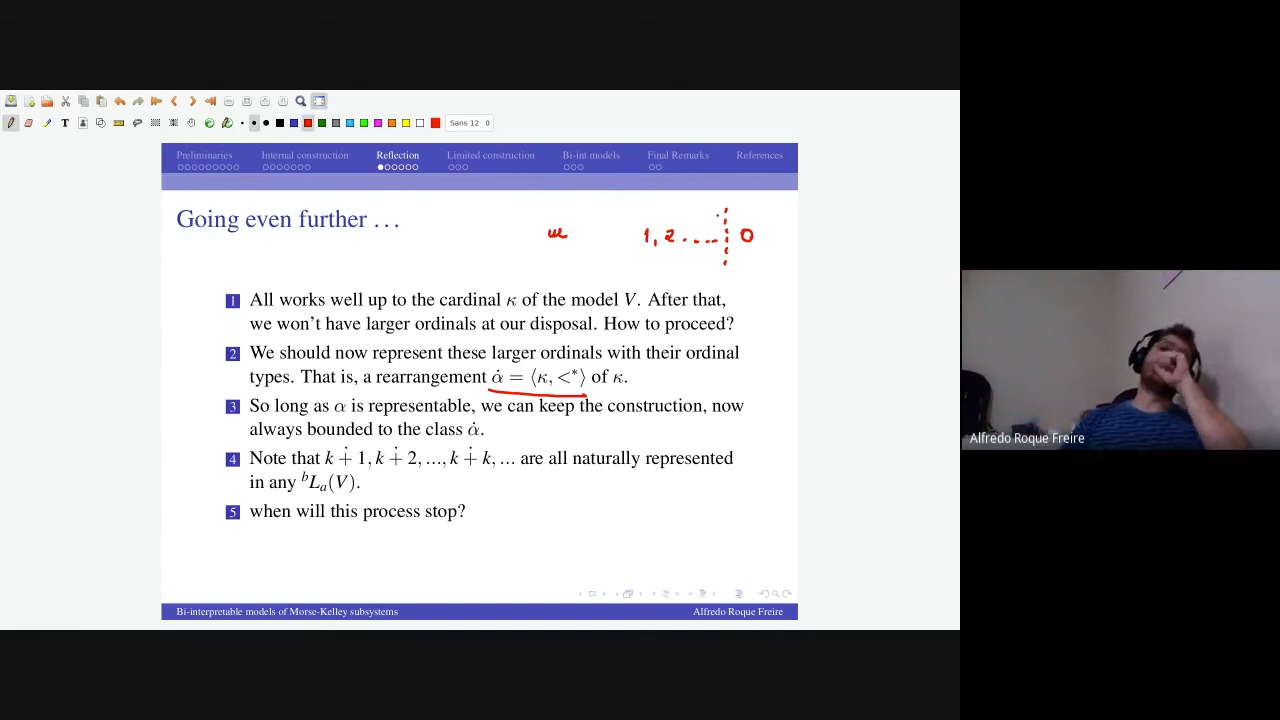 Sans 12 0
Preliminaries Internal construction Reflection Limited construction Bi-int models Final Remarks References
Going even further . . .
ω 1, 2 ..... 0
1 All works well up to the cardinal κ of the model V. After that,
we won't have larger ordinals at our disposal. How to proceed?
2 We should now represent these larger ordinals with their ordinal
types. That is, a rearrangement α̇ = ⟨κ, <*⟩ of κ.
3 So long as α is representable, we can keep the construction, now
always bounded to the class α̇.
4 Note that k ∔ 1, k ∔ 2, ..., k ∔ k, ... are all naturally represented
in any ᵇLₐ(V).
5 when will this process stop?
Bi-interpretable models of Morse-Kelley subsystems Alfredo Roque Freire
Alfredo Roque Freire